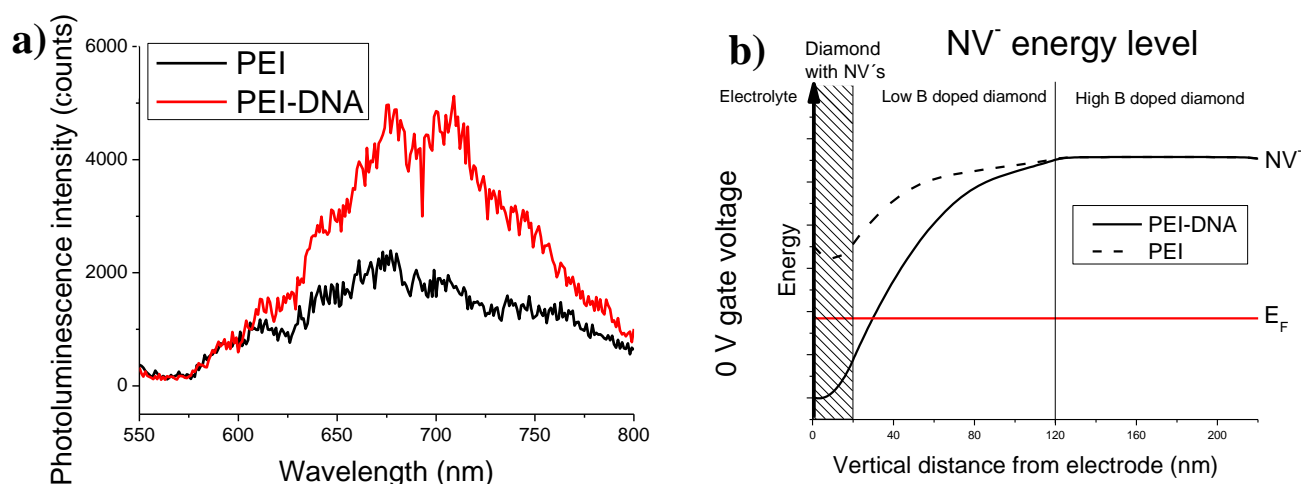 a)
Photoluminescence intensity (counts)
6000
4000
2000
0
PEI
PEI-DNA
550
600
650
700
750
800
Wavelength (nm)
b)
NV⁻ energy level
Diamond
with NV´s
Electrolyte
Low B doped diamond
High B doped diamond
0 V gate voltage
Energy
NV⁻
PEI-DNA
PEI
E_F
0
40
80
120
160
200
Vertical distance from electrode (nm)